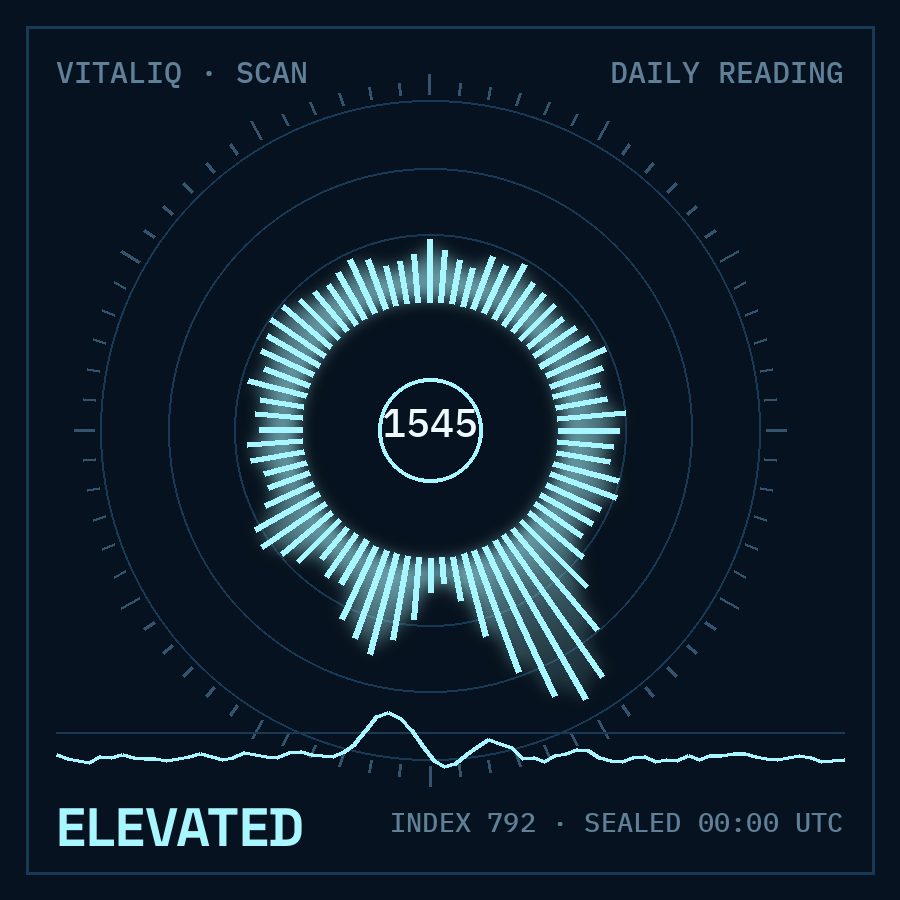 VITALIQ · SCAN
DAILY READING
1545
ELEVATED
INDEX 792 · SEALED 00:00 UTC